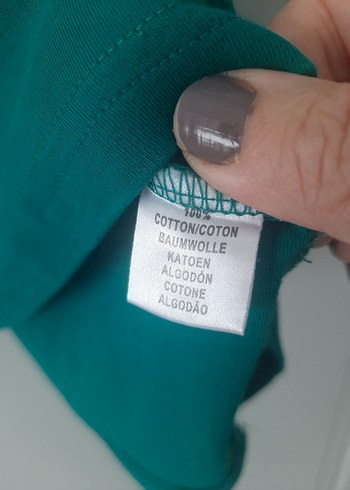 100%
COTTON/COTON
BAUMWOLLE
KATOEN
ALGODÓN
COTONE
ALGODÃO